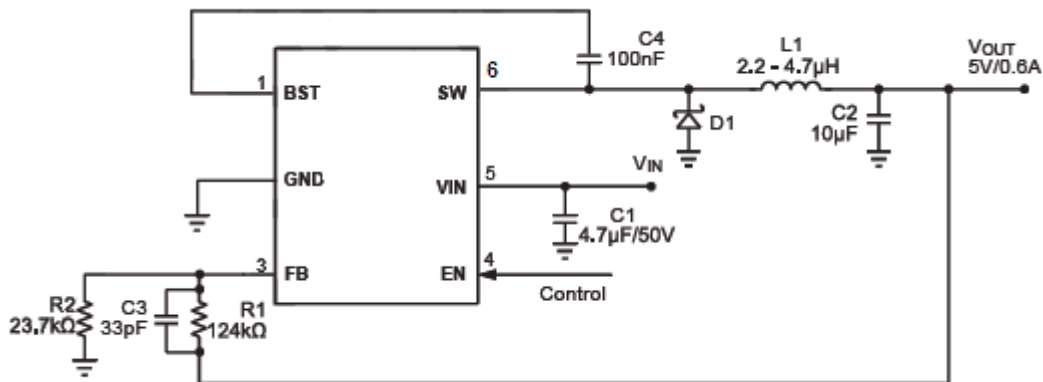 C4
100nF
L1
2.2 - 4.7µH
VOUT
5V/0.6A
1
BST
SW
6
D1
C2
10µF
GND
VIN
5
VIN
C1
4.7µF/50V
3
FB
EN
4
Control
R2
23.7kΩ
C3
33pF
R1
124kΩ